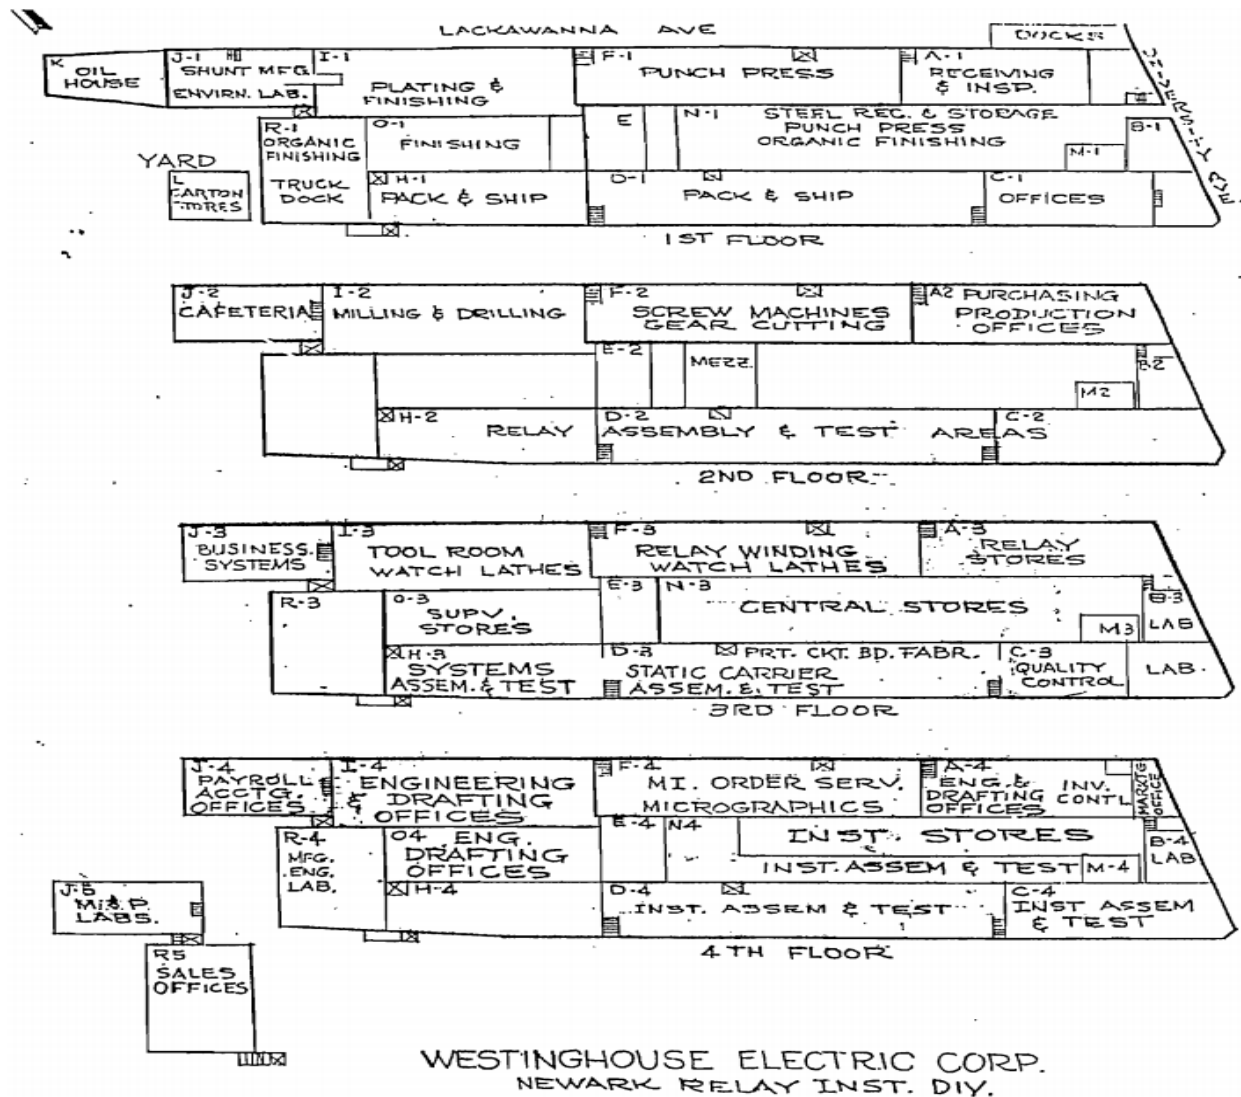 LACKAWANNA AVE
DOCKS
UNIVERSITY AVE
K
OIL
HOUSE
J-1
SHUNT MFG.
ENVIRN. LAB.
I-1
PLATING &
FINISHING
F-1
PUNCH PRESS
A-1
RECEIVING
& INSP.
R-1
ORGANIC
FINISHING
TRUCK
DOCK
O-1
FINISHING
E
N-1
STEEL REC. & STORAGE
PUNCH PRESS
ORGANIC FINISHING
M-1
B-1
YARD
L
CARTON
STORES
H-1
PACK & SHIP
D-1
PACK & SHIP
C-1
OFFICES
1ST FLOOR
J-2
CAFETERIA
I-2
MILLING & DRILLING
F-2
SCREW MACHINES
GEAR CUTTING
A2 PURCHASING
PRODUCTION
OFFICES
E-2
MEZZ.
M2
B-2
H-2
D-2
C-2
RELAY ASSEMBLY & TEST AREAS
2ND FLOOR
J-3
BUSINESS
SYSTEMS
I-3
TOOL ROOM
WATCH LATHES
F-3
RELAY WINDING
WATCH LATHES
A-3
RELAY
STORES
R-3
O-3
SUPV.
STORES
E-3
N-3
CENTRAL STORES
M3
B-3
LAB
H-3
SYSTEMS
ASSEM. & TEST
D-3
PRT. CKT. BD. FABR.
STATIC CARRIER
ASSEM. & TEST
C-3
QUALITY
CONTROL
LAB.
3RD FLOOR
J-4
PAYROLL
ACCTG.
OFFICES
I-4
ENGINEERING
& DRAFTING
OFFICES
F-4
MI. ORDER SERV.
MICROGRAPHICS
A-4
ENG. &
DRAFTING
OFFICES
INV.
CONTL
MARKTG
OFFICE
R-4
MFG.
ENG.
LAB.
O4
ENG.
DRAFTING
OFFICES
E-4
N4
INST. STORES
INST. ASSEM & TEST
M-4
B-4
LAB
H-4
D-4
INST. ASSEM & TEST
C-4
INST ASSEM
& TEST
4TH FLOOR
J-5
LABS.
R5
SALES
OFFICES
WESTINGHOUSE ELECTRIC CORP.
NEWARK RELAY INST. DIV.